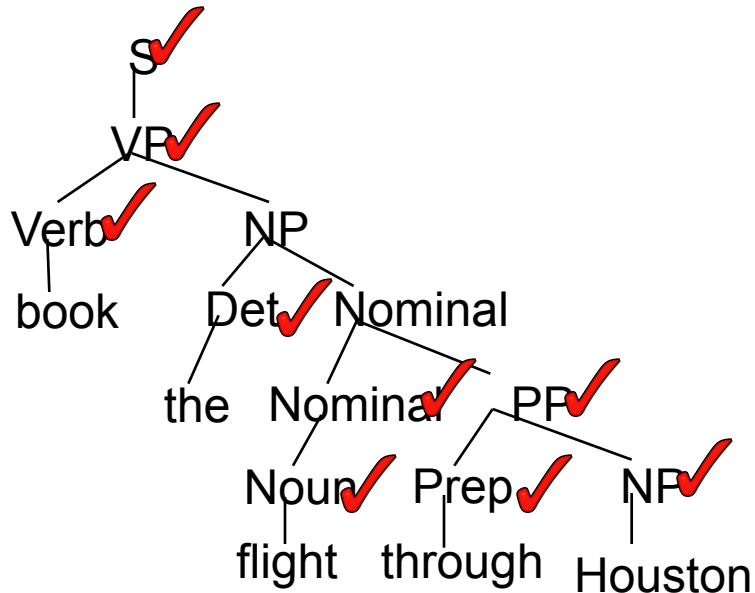 S
VP
Verb NP
book Det Nominal
the Nominal PP
Noun Prep NP
flight through Houston